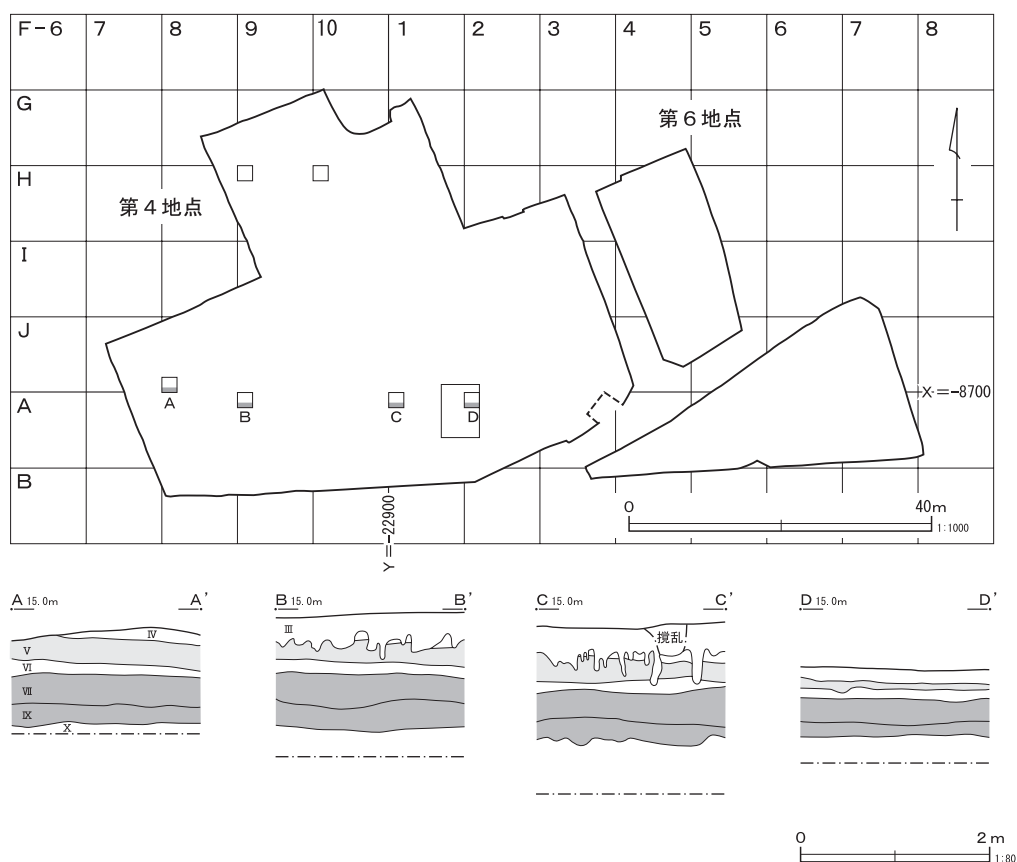 F-6 7 8 9 10 1 2 3 4 5 6 7 8
G
第6地点
H
第4地点
I
J
A B C D
X=-8700
A
B
Y=-22900
0 40m
1:1000
A 15.0m A'
B 15.0m B'
C 15.0m C'
D 15.0m D'
Ⅳ
Ⅴ
Ⅵ
Ⅶ
Ⅸ
Ⅹ
Ⅲ
撹乱
0 2m
1:80